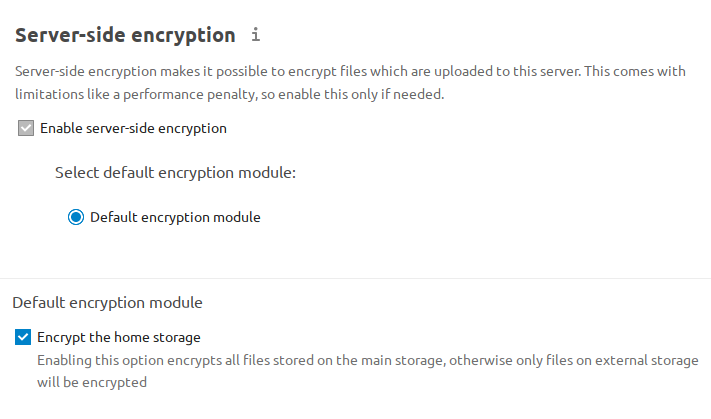 Server-side encryption i
Server-side encryption makes it possible to encrypt files which are uploaded to this server. This comes with
limitations like a performance penalty, so enable this only if needed.
Enable server-side encryption
Select default encryption module:
Default encryption module
Default encryption module
Encrypt the home storage
Enabling this option encrypts all files stored on the main storage, otherwise only files on external storage
will be encrypted